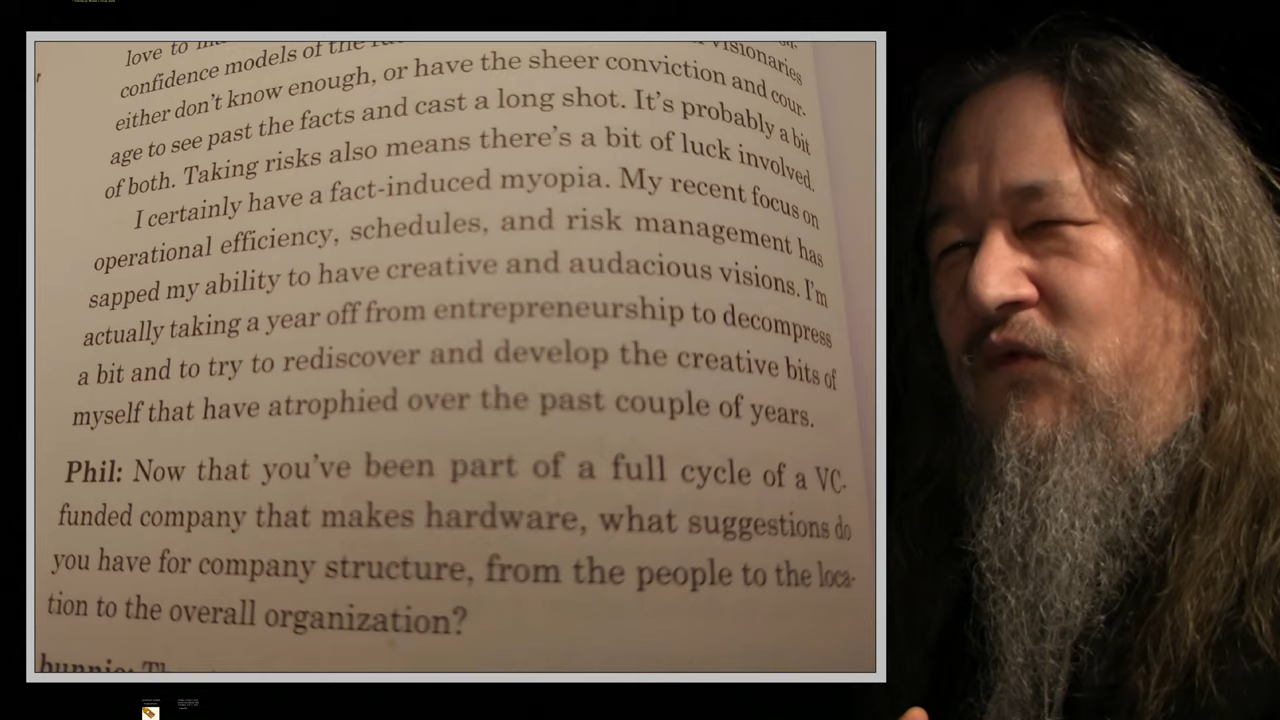 love to
confidence models of the
visionaries
either don't know enough, or have the sheer conviction and cour-
age to see past the facts and cast a long shot. It's probably a bit
of both. Taking risks also means there's a bit of luck involved.
I certainly have a fact-induced myopia. My recent focus on
operational efficiency, schedules, and risk management has
sapped my ability to have creative and audacious visions. I'm
actually taking a year off from entrepreneurship to decompress
a bit and to try to rediscover and develop the creative bits of
myself that have atrophied over the past couple of years.
Phil: Now that you've been part of a full cycle of a VC-
funded company that makes hardware, what suggestions do
you have for company structure, from the people to the loca-
tion to the overall organization?
bunnie: